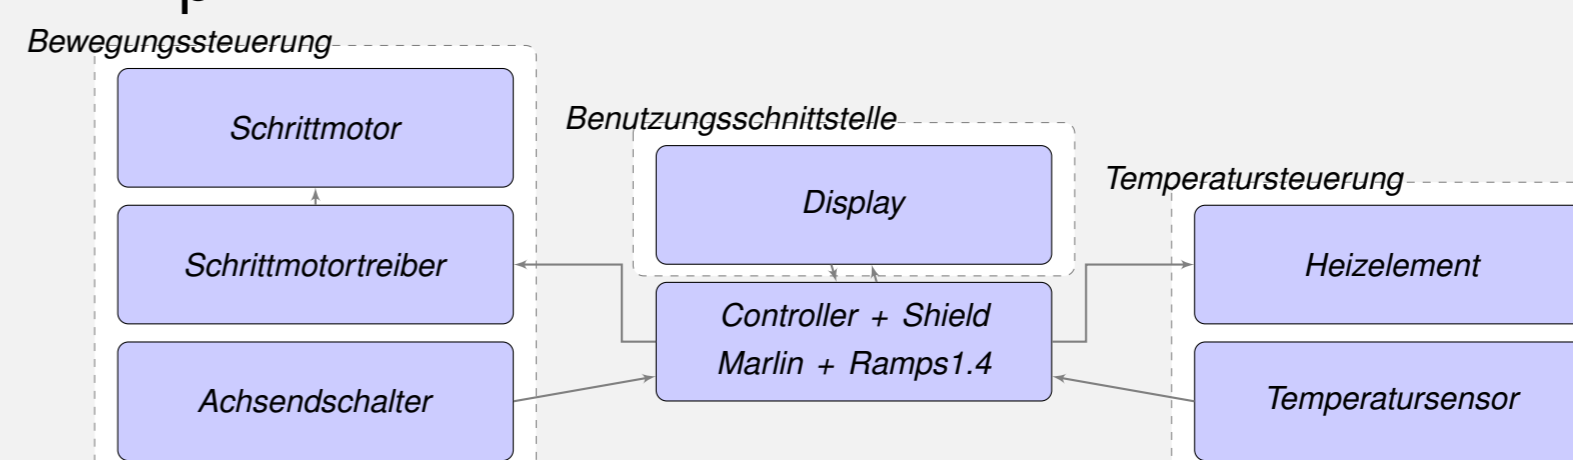 Bewegungssteuerung
Schrittmotor
Schrittmotortreiber
Achsendschalter
Benutzungsschnittstelle
Display
Controller + Shield
Marlin + Ramps1.4
Temperatursteuerung
Heizelement
Temperatursensor